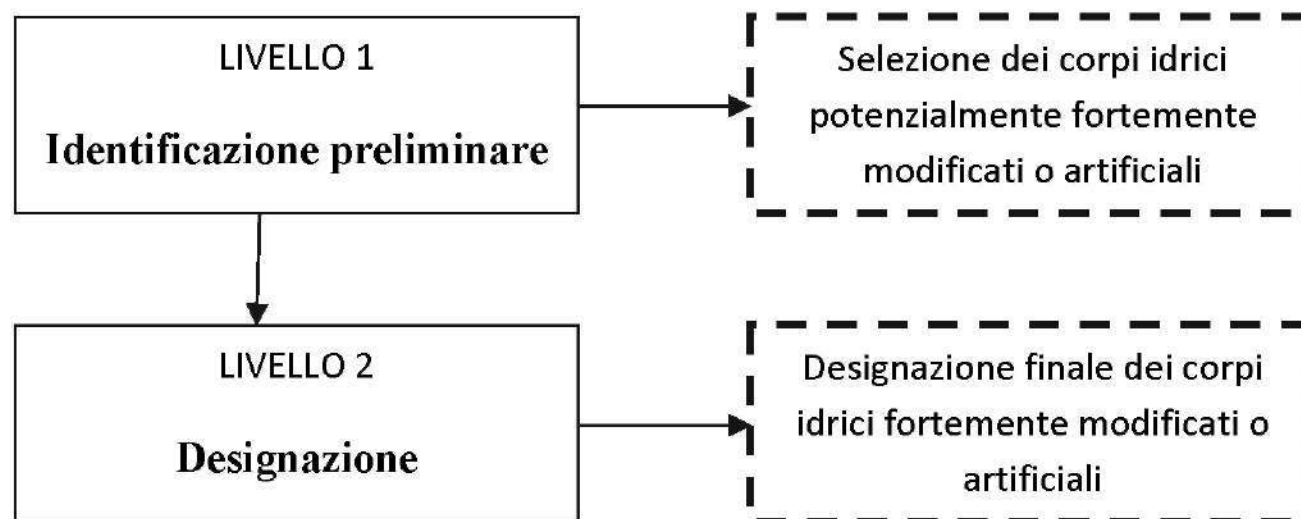 LIVELLO 1
Identificazione preliminare
Selezione dei corpi idrici
potenzialmente fortemente
modificati o artificiali
LIVELLO 2
Designazione
Designazione finale dei corpi
idrici fortemente modificati o
artificiali